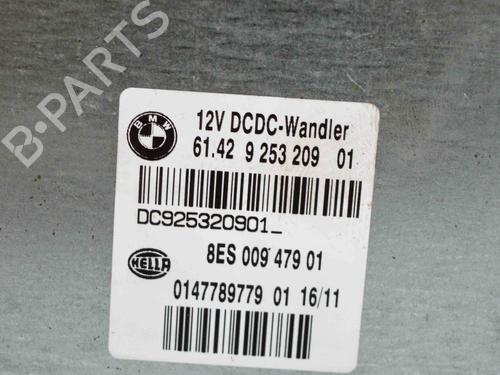 B-PARTS
BMW
12V DCDC-Wandler
61.42 9 253 209 01
DC925320901_
8ES 009 479 01
HELLA
0147789779 01 16/11